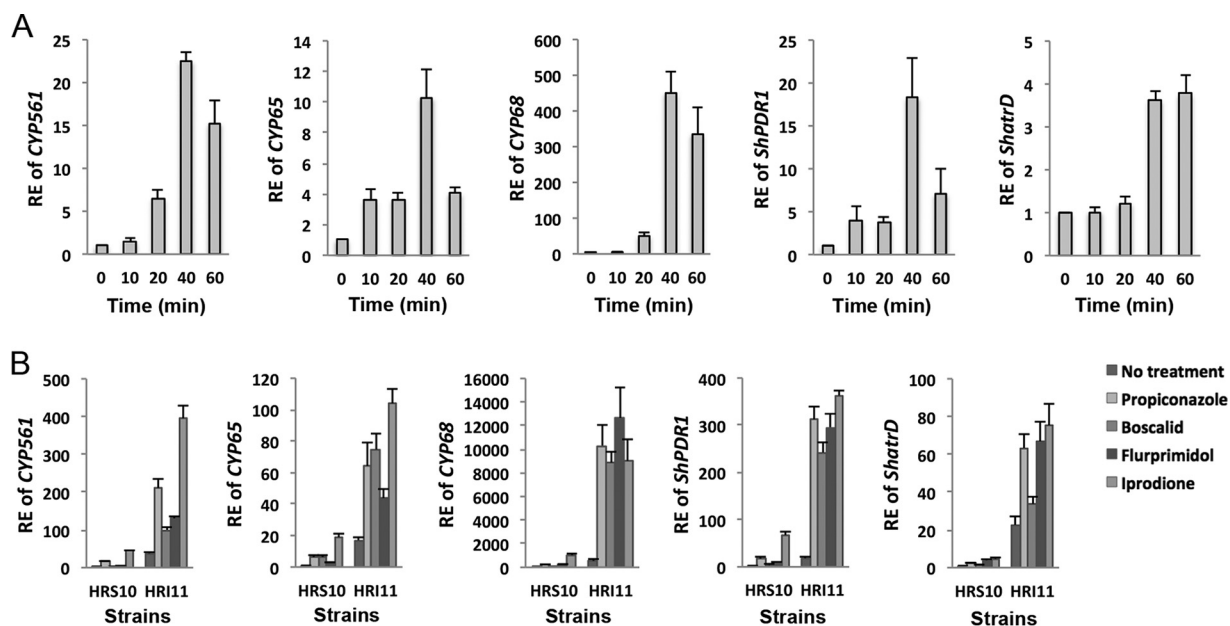 A
RE of CYP561
25
20
15
10
5
0
0 10 20 40 60
Time (min)
RE of CYP65
14
12
10
8
6
4
2
0
0 10 20 40 60
Time (min)
RE of CYP68
600
500
400
300
200
100
0
0 10 20 40 60
Time (min)
RE of ShPDR1
25
20
15
10
5
0
0 10 20 40 60
Time (min)
RE of ShatrD
5
4
3
2
1
0
0 10 20 40 60
Time (min)
B
RE of CYP561
500
400
300
200
100
0
HRS10 HRI11
Strains
RE of CYP65
120
100
80
60
40
20
0
HRS10 HRI11
Strains
RE of CYP68
16000
14000
12000
10000
8000
6000
4000
2000
0
HRS10 HRI11
Strains
RE of ShPDR1
400
300
200
100
0
HRS10 HRI11
Strains
RE of ShatrD
100
80
60
40
20
0
HRS10 HRI11
Strains
No treatment
Propiconazole
Boscalid
Flurprimidol
Iprodione